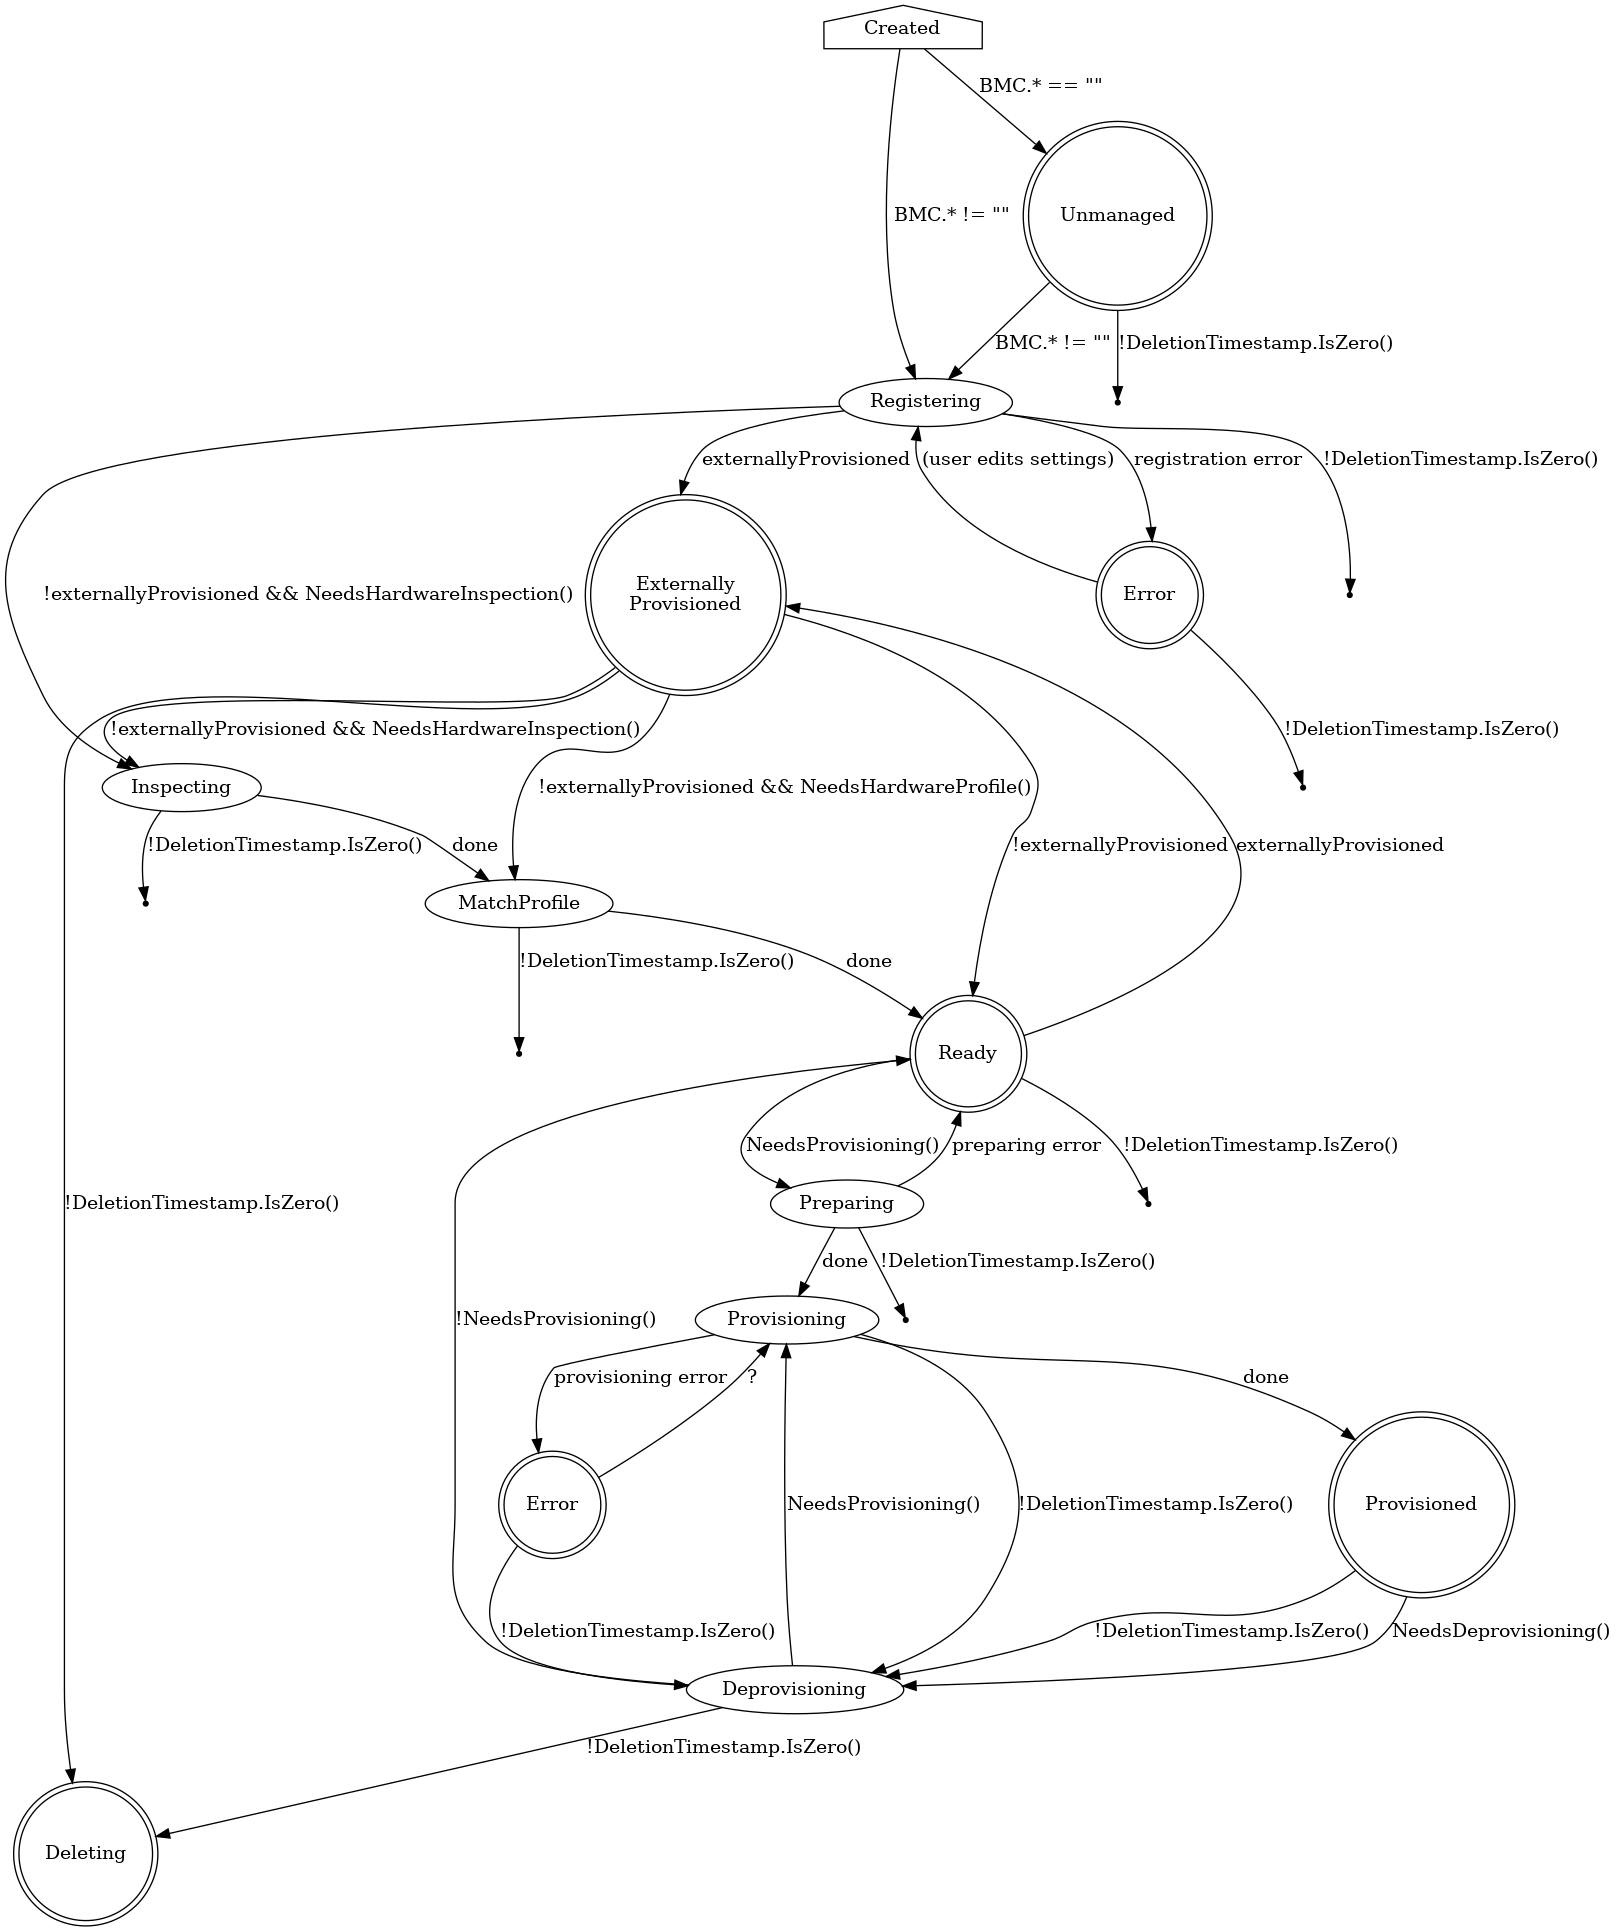 Created
BMC.* == ""
BMC.* != ""
Unmanaged
BMC.* != ""
!DeletionTimestamp.IsZero()
Registering
externallyProvisioned
(user edits settings)
registration error
!DeletionTimestamp.IsZero()
!externallyProvisioned && NeedsHardwareInspection()
Externally
Provisioned
Error
!externallyProvisioned && NeedsHardwareInspection()
!DeletionTimestamp.IsZero()
Inspecting
!externallyProvisioned && NeedsHardwareProfile()
!DeletionTimestamp.IsZero()
done
!externallyProvisioned
externallyProvisioned
MatchProfile
!DeletionTimestamp.IsZero()
done
Ready
NeedsProvisioning()
preparing error
!DeletionTimestamp.IsZero()
!DeletionTimestamp.IsZero()
Preparing
done
!DeletionTimestamp.IsZero()
!NeedsProvisioning()
Provisioning
provisioning error
?
done
Error
NeedsProvisioning()
!DeletionTimestamp.IsZero()
Provisioned
!DeletionTimestamp.IsZero()
!DeletionTimestamp.IsZero()
NeedsDeprovisioning()
Deprovisioning
!DeletionTimestamp.IsZero()
Deleting